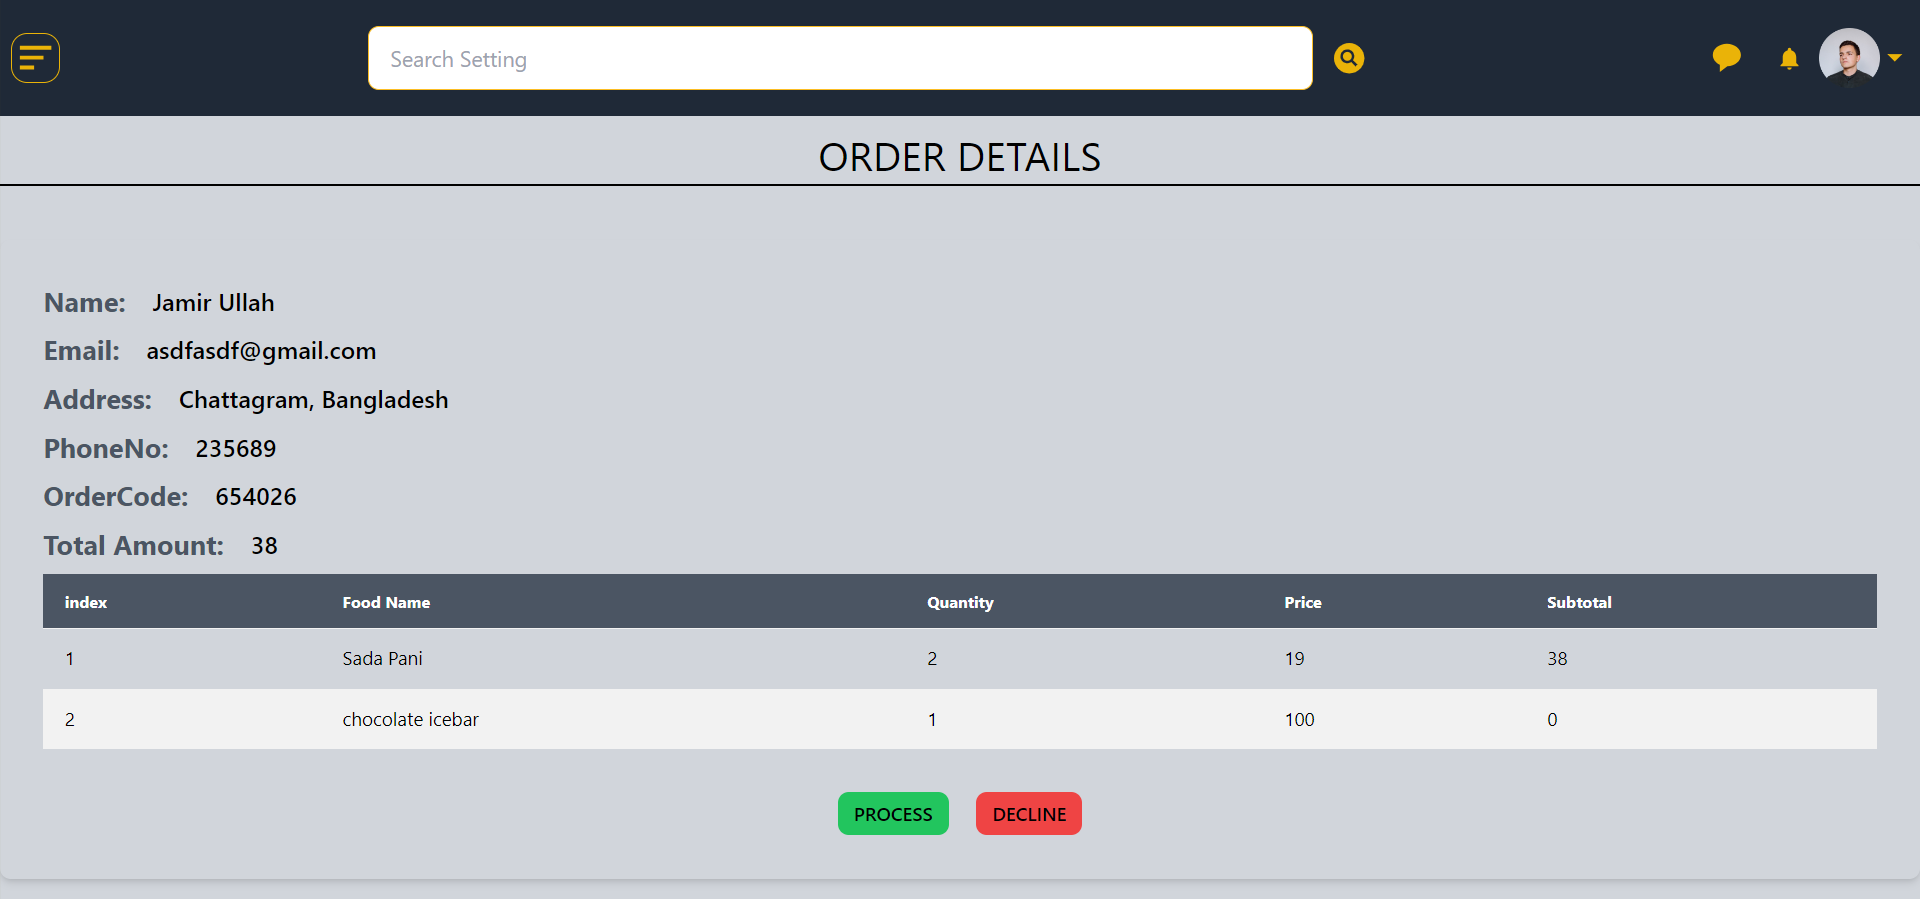 Search Setting
ORDER DETAILS
Name: Jamir Ullah
Email: asdfasdf@gmail.com
Address: Chattagram, Bangladesh
PhoneNo: 235689
OrderCode: 654026
Total Amount: 38
index Food Name Quantity Price Subtotal
1 Sada Pani 2 19 38
2 chocolate icebar 1 100 0
PROCESS DECLINE